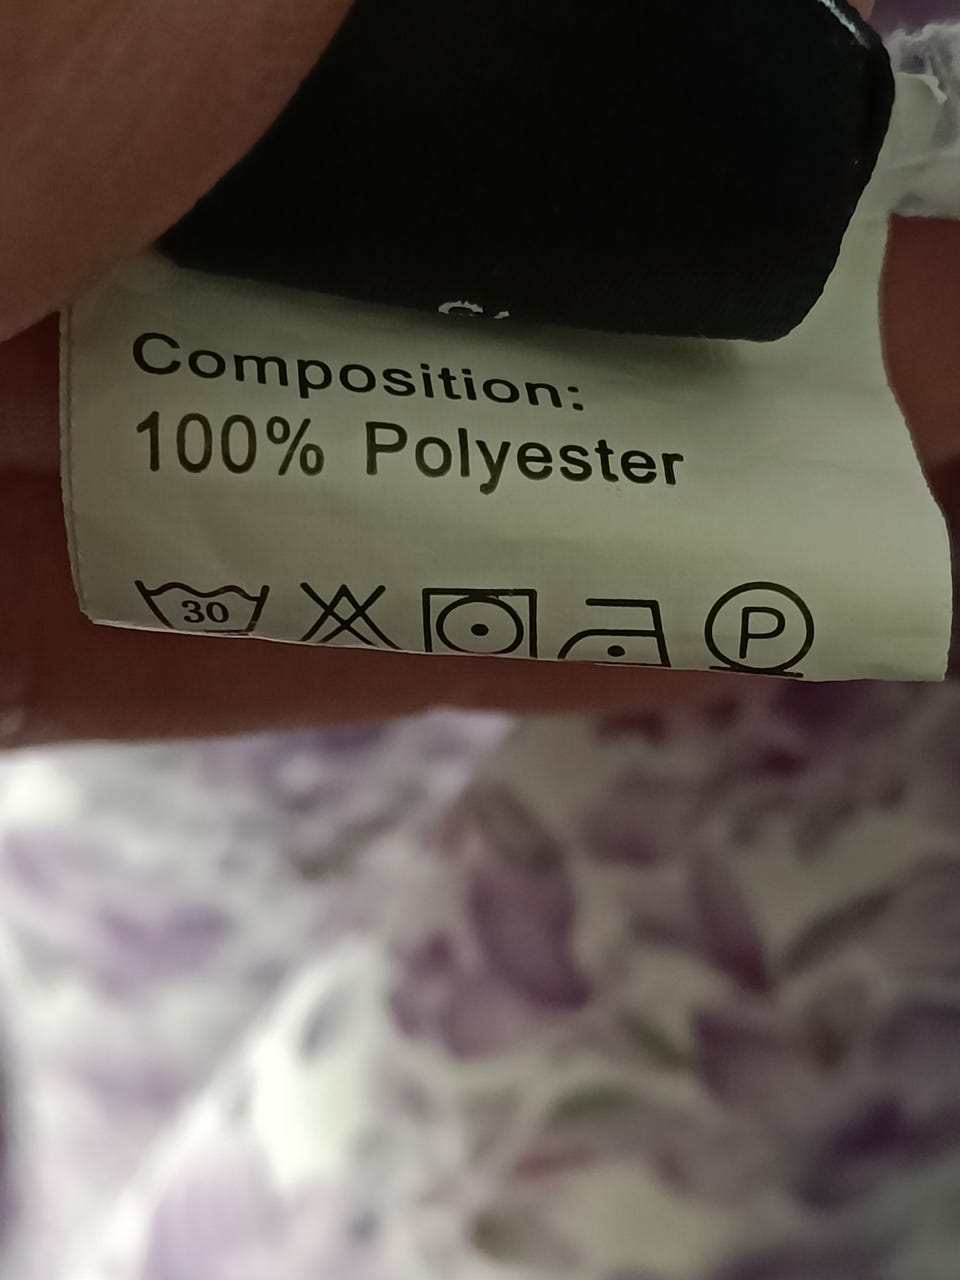 Composition:
100% Polyester
30 P